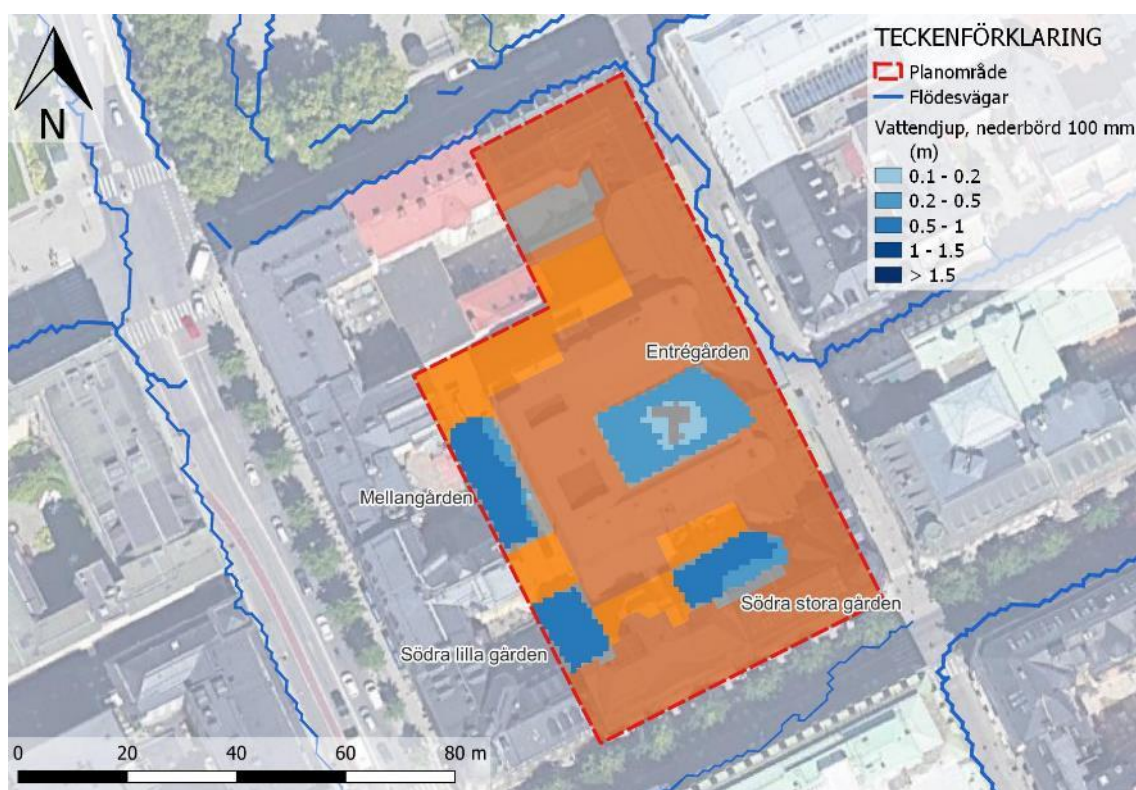 N
TECKENFÖRKLARING
Planområde
Flödesvägar
Vattendjup, nederbörd 100 mm
(m)
0.1 - 0.2
0.2 - 0.5
0.5 - 1
1 - 1.5
> 1.5
Entrégården
Mellangården
Södra stora gården
Södra lilla gården
0 20 40 60 80 m